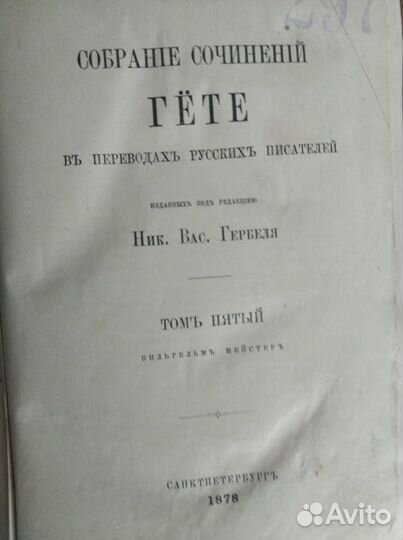 СОБРАНІЕ СОЧИНЕНІЙ
ГЁТЕ
ВЪ ПЕРЕВОДАХЪ РУССКИХЪ ПИСАТЕЛЕЙ
ИЗДАННЫХЪ ПОДЪ РЕДАКЦІЕЮ
НИК. ВАС. ГЕРБЕЛЯ
ТОМЪ ПЯТЫЙ
ВИЛЬГЕЛЬМЪ МЕЙСТЕРЪ
САНКТПЕТЕРБУРГЪ
1878
Avito